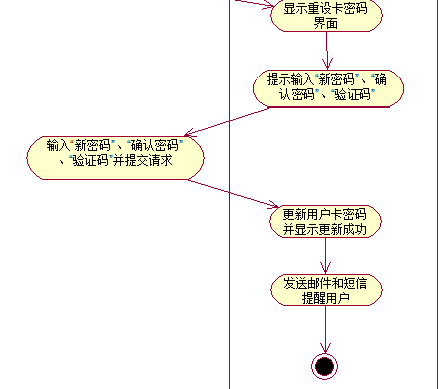 显示重设卡密码
界面
提示输入“新密码”、“确
认密码”、“验证码”
输入“新密码”、“确认密码”
、“验证码”并提交请求
更新用户卡密码
并显示更新成功
发送邮件和短信
提醒用户